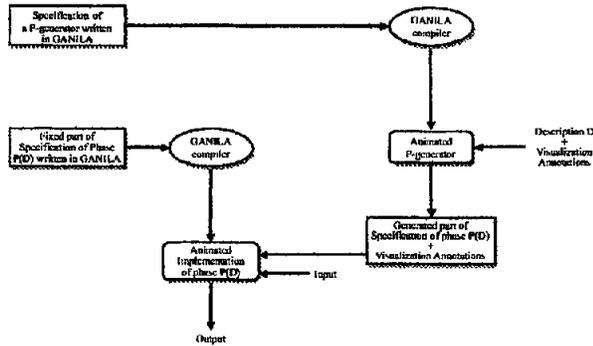 Specification of
a P-generator written
in GANILA
GANILA
compiler
Fixed part of
Specification of Phase
P(D) written in GANILA
GANILA
compiler
Animated
P-generator
Description D
+
Visualization
Annotations
Generated part of
Specification of phase P(D)
+
Visualization Annotations
Animated
Implementation
of phase P(D)
Input
Output